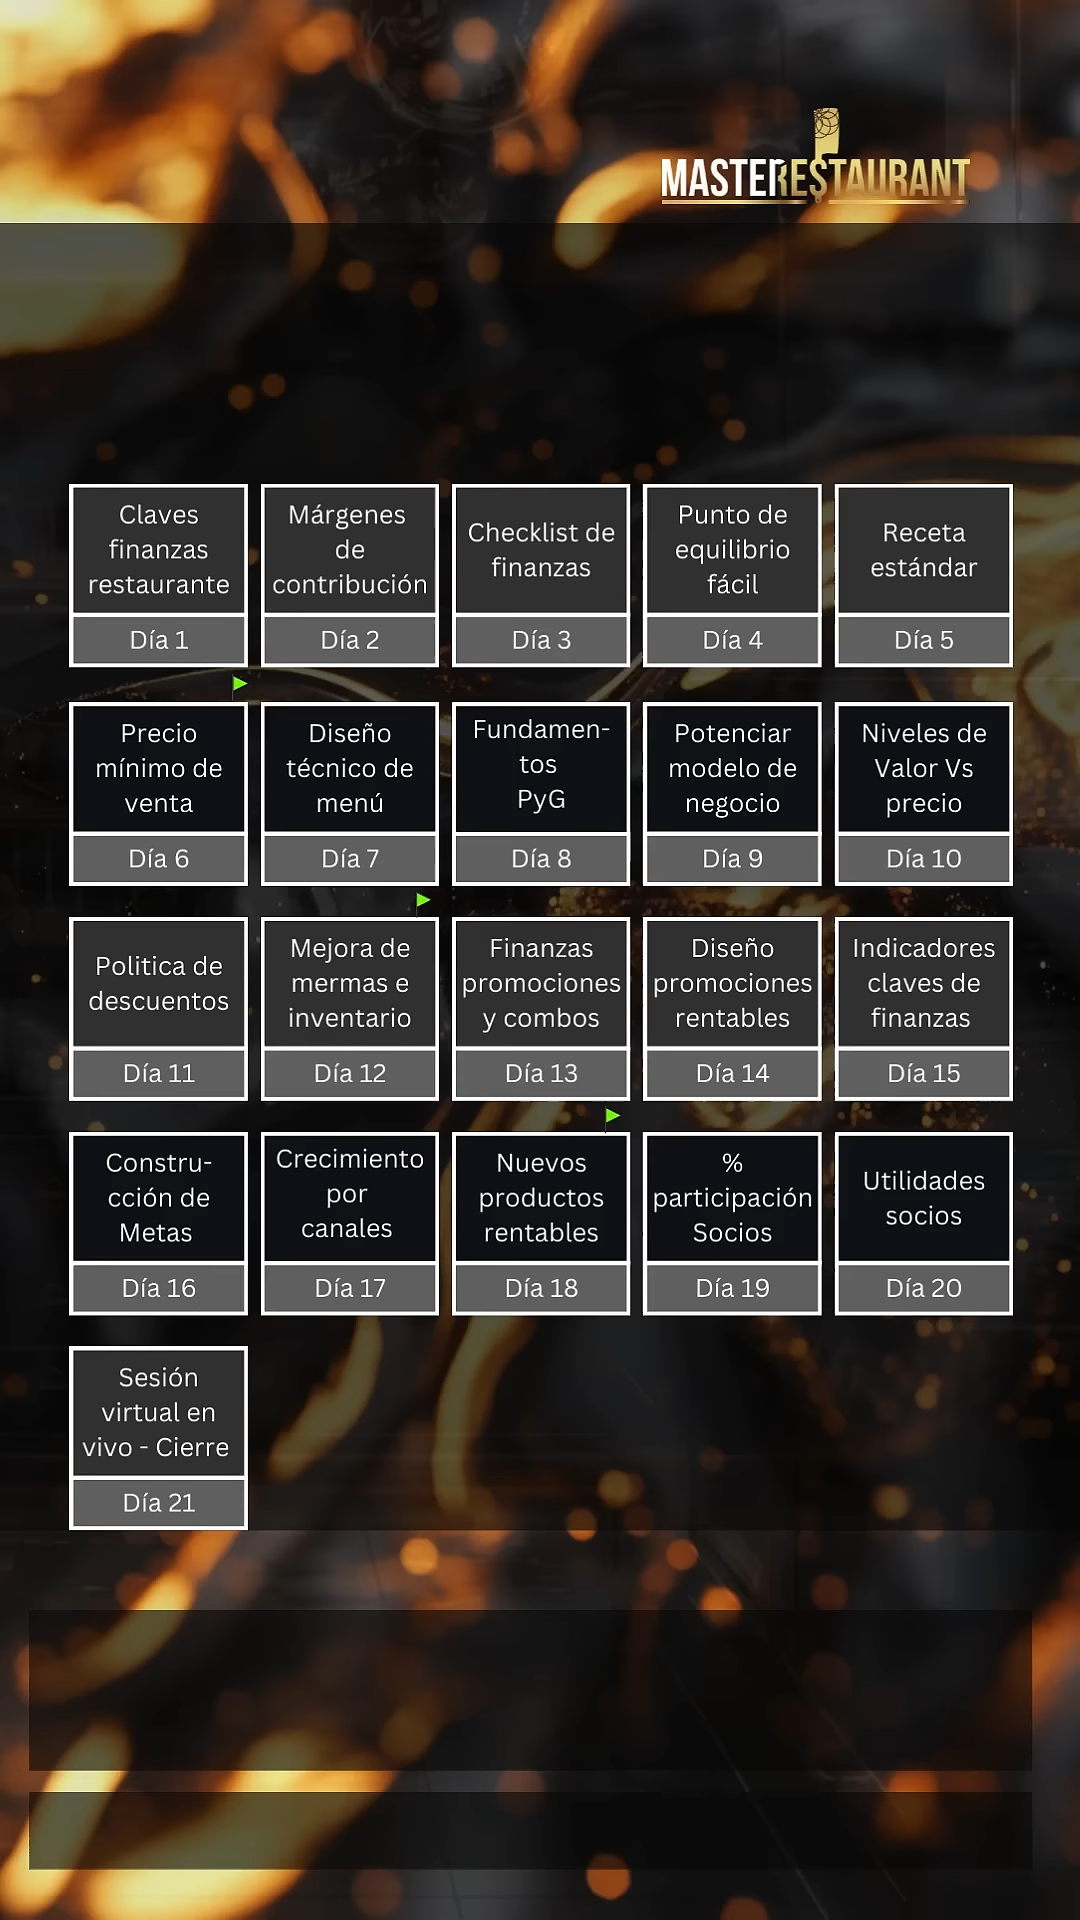 MASTERESTAURANT
Claves
finanzas
restaurante
Día 1
Márgenes
de
contribución
Día 2
Checklist de
finanzas
Día 3
Punto de
equilibrio
fácil
Día 4
Receta
estándar
Día 5
Precio
mínimo de
venta
Día 6
Diseño
técnico de
menú
Día 7
Fundamen-
tos
PyG
Día 8
Potenciar
modelo de
negocio
Día 9
Niveles de
Valor Vs
precio
Día 10
Politica de
descuentos
Día 11
Mejora de
mermas e
inventario
Día 12
Finanzas
promociones
y combos
Día 13
Diseño
promociones
rentables
Día 14
Indicadores
claves de
finanzas
Día 15
Constru-
cción de
Metas
Día 16
Crecimiento
por
canales
Día 17
Nuevos
productos
rentables
Día 18
%
participación
Socios
Día 19
Utilidades
socios
Día 20
Sesión
virtual en
vivo - Cierre
Día 21